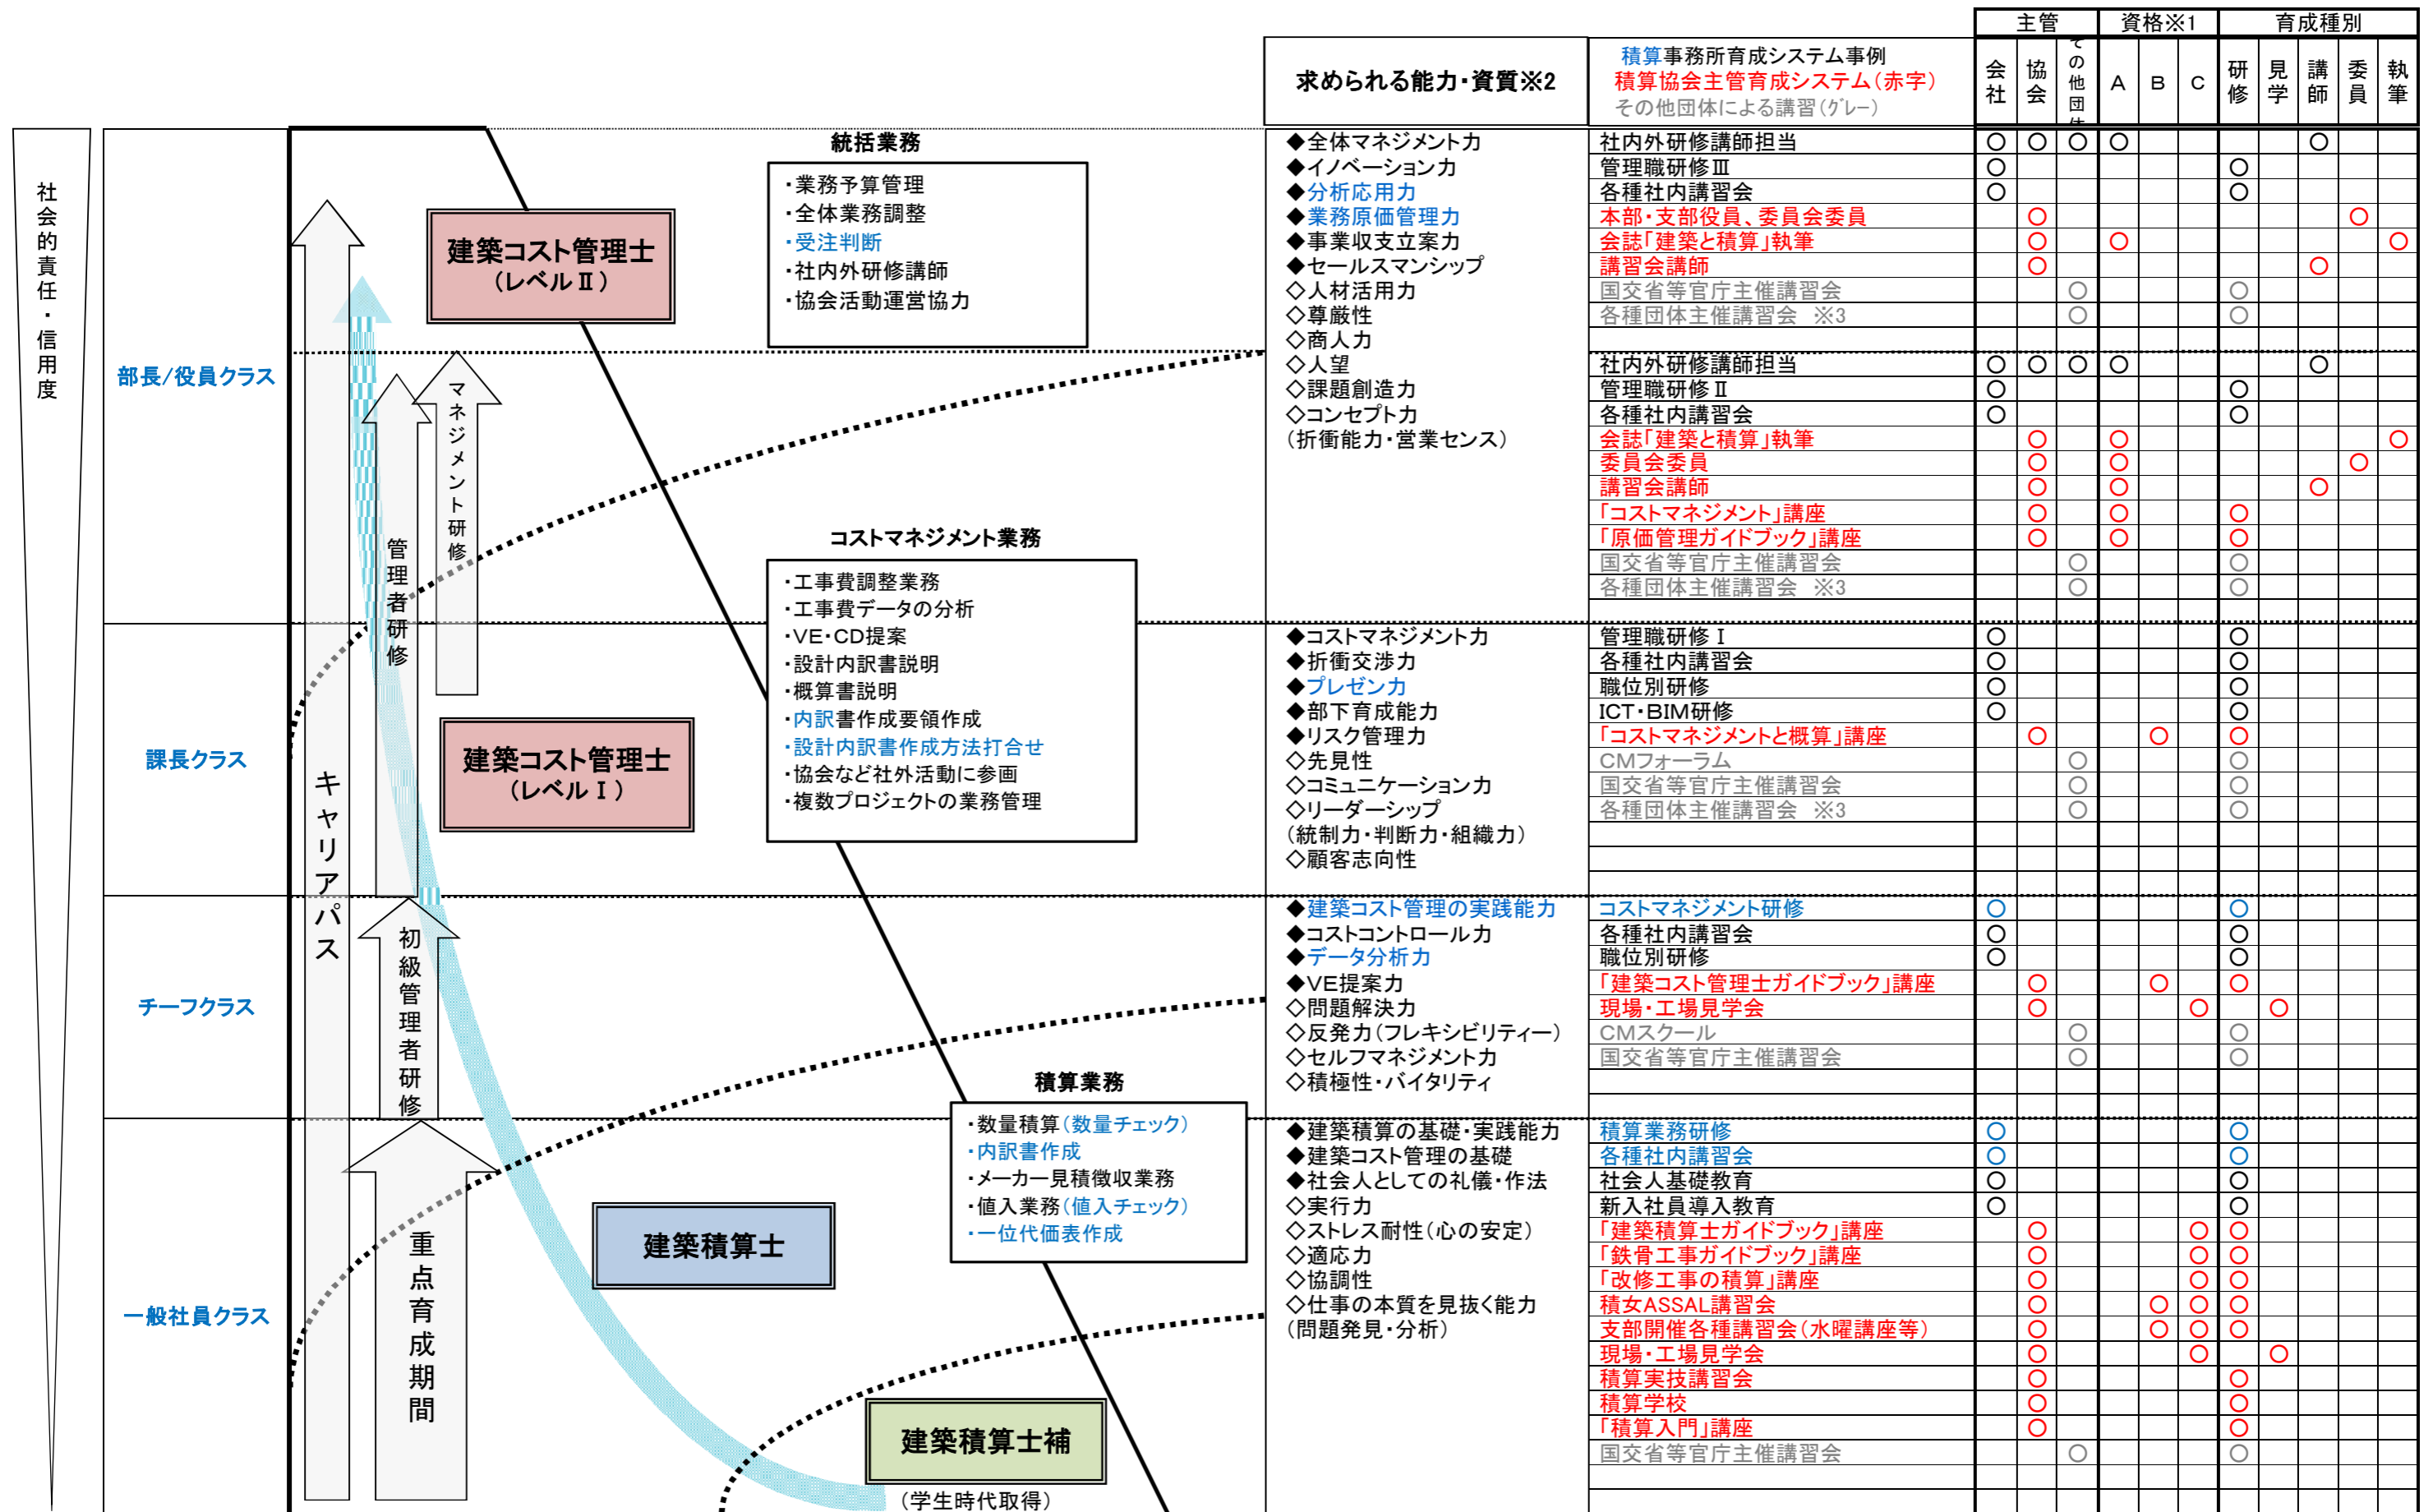 主管 資格※1 育成種別
求められる能力・資質※2
積算事務所育成システム事例
積算協会主管育成システム(赤字)
その他団体による講習(グレー)
会社 協会 その他団体 A B C 研修 見学 講師 委員 執筆
社会的責任・信用度
部長/役員クラス
課長クラス
チーフクラス
一般社員クラス
キャリアパス
マネジメント研修
管理者研修
初級管理者研修
重点育成期間
建築コスト管理士
(レベルⅡ)
建築コスト管理士
(レベルⅠ)
建築積算士
建築積算士補
(学生時代取得)
統括業務
・業務予算管理
・全体業務調整
・受注判断
・社内外研修講師
・協会活動運営協力
コストマネジメント業務
・工事費調整業務
・工事費データの分析
・VE・CD提案
・設計内訳書説明
・概算書説明
・内訳書作成要領作成
・設計内訳書作成方法打合せ
・協会など社外活動に参画
・複数プロジェクトの業務管理
積算業務
・数量積算(数量チェック)
・内訳書作成
・メーカー見積徴収業務
・値入業務(値入チェック)
・一位代価表作成
◆全体マネジメント力
◆イノベーション力
◆分析応用力
◆業務原価管理力
◆事業収支立案力
◆セールスマンシップ
◇人材活用力
◇尊厳性
◇商人力
◇人望
◇課題創造力
◇コンセプト力
(折衝能力・営業センス)
◆コストマネジメント力
◆折衝交渉力
◆プレゼン力
◆部下育成能力
◆リスク管理力
◇先見性
◇コミュニケーション力
◇リーダーシップ
(統制力・判断力・組織力)
◇顧客志向性
◆建築コスト管理の実践能力
◆コストコントロール力
◆データ分析力
◆VE提案力
◇問題解決力
◇反発力(フレキシビリティー)
◇セルフマネジメント力
◇積極性・バイタリティ
◆建築積算の基礎・実践能力
◆建築コスト管理の基礎
◆社会人としての礼儀・作法
◇実行力
◇ストレス耐性(心の安定)
◇適応力
◇協調性
◇仕事の本質を見抜く能力
(問題発見・分析)
社内外研修講師担当 ○ ○ ○ ○ ○
管理職研修Ⅲ ○ ○
各種社内講習会 ○ ○
本部・支部役員、委員会委員 ○ ○
会誌「建築と積算」執筆 ○ ○ ○
講習会講師 ○ ○
国交省等官庁主催講習会 ○ ○
各種団体主催講習会 ※3 ○ ○
社内外研修講師担当 ○ ○ ○ ○ ○
管理職研修Ⅱ ○ ○
各種社内講習会 ○ ○
会誌「建築と積算」執筆 ○ ○ ○
委員会委員 ○ ○ ○
講習会講師 ○ ○ ○
「コストマネジメント」講座 ○ ○ ○
「原価管理ガイドブック」講座 ○ ○ ○
国交省等官庁主催講習会 ○ ○
各種団体主催講習会 ※3 ○ ○
管理職研修Ⅰ ○ ○
各種社内講習会 ○ ○
職位別研修 ○ ○
ICT・BIM研修 ○ ○
「コストマネジメントと概算」講座 ○ ○ ○
CMフォーラム ○ ○
国交省等官庁主催講習会 ○ ○
各種団体主催講習会 ※3 ○ ○
コストマネジメント研修 ○ ○
各種社内講習会 ○ ○
職位別研修 ○ ○
「建築コスト管理士ガイドブック」講座 ○ ○ ○
現場・工場見学会 ○ ○ ○
CMスクール ○ ○
国交省等官庁主催講習会 ○ ○
積算業務研修 ○ ○
各種社内講習会 ○ ○
社会人基礎教育 ○ ○
新入社員導入教育 ○ ○
「建築積算士ガイドブック」講座 ○ ○ ○
「鉄骨工事ガイドブック」講座 ○ ○ ○
「改修工事の積算」講座 ○ ○ ○
積女ASSAL講習会 ○ ○ ○ ○
支部開催各種講習会(水曜講座等) ○ ○ ○ ○
現場・工場見学会 ○ ○ ○
積算実技講習会 ○ ○
積算学校 ○ ○
「積算入門」講座 ○ ○
国交省等官庁主催講習会 ○ ○